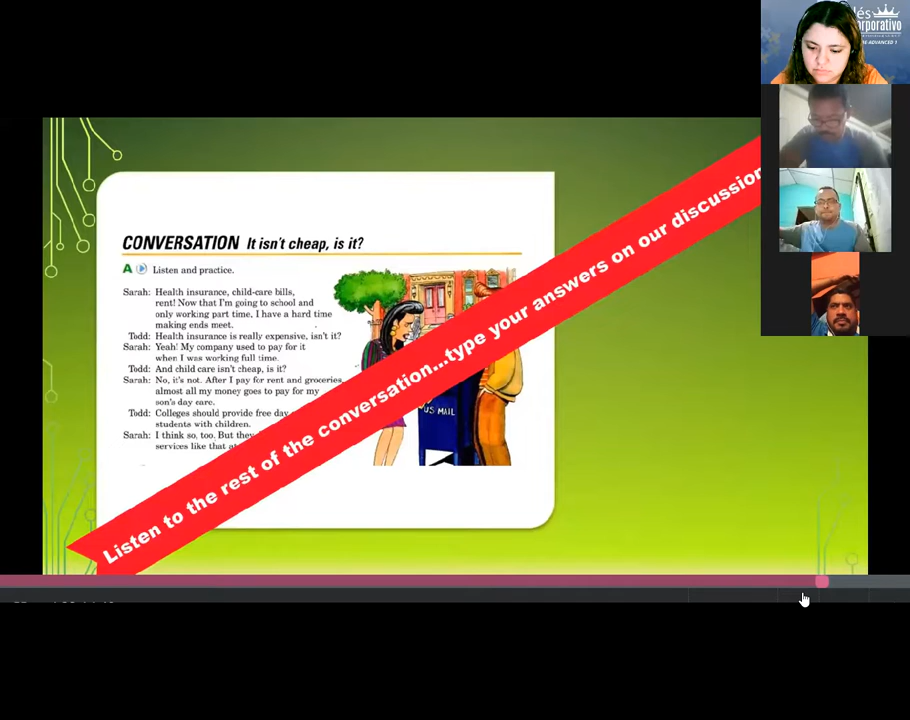 lés
rporativo
E ADVANCED 1
CONVERSATION It isn't cheap, is it?
A Listen and practice.
Sarah: Health insurance, child-care bills,
rent! Now that I'm going to school and
only working part time, I have a hard time
making ends meet.
Todd: Health insurance is really expensive, isn't it?
Sarah: Yeah! My company used to pay for it
when I was working full time.
Todd: And child care isn't cheap, is it?
Sarah: No, it's not. After I pay for rent and groceries,
almost all my money goes to pay for my
son's day care.
Todd: Colleges should provide free day
students with children.
Sarah: I think so, too. But they
services like that at
US MAIL
Listen to the rest of the conversation...type your answers on our discussion